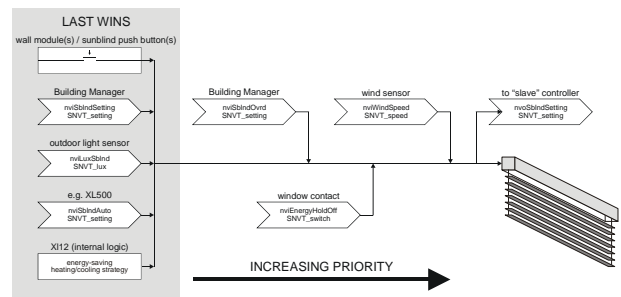 LAST WINS
wall module(s) / sunblind push button(s)
Building Manager
nviSblndSetting
SNVT_setting
outdoor light sensor
nviLuxSblnd
SNVT_lux
e.g. XL500
nviSblndAuto
SNVT_setting
XI12 (internal logic)
energy-saving
heating/cooling strategy
Building Manager
nviSblndOvrd
SNVT_setting
wind sensor
nviWindSpeed
SNVT_speed
to “slave” controller
nvoSblndSetting
SNVT_setting
window contact
nviEnergyHoldOff
SNVT_switch
INCREASING PRIORITY